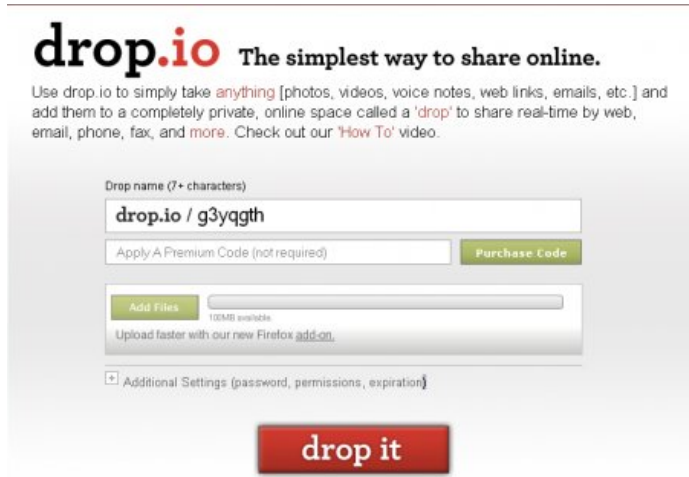 drop.io The simplest way to share online.
Use drop.io to simply take anything [photos, videos, voice notes, web links, emails, etc.] and
add them to a completely private, online space called a 'drop' to share real-time by web,
email, phone, fax, and more. Check out our 'How To' video.
Drop name (7+ characters)
drop.io / g3yqgth
Apply A Premium Code (not required) Purchase Code
Add Files
100MB available
Upload faster with our new Firefox add-on.
+ Additional Settings (password, permissions, expiration)
drop it